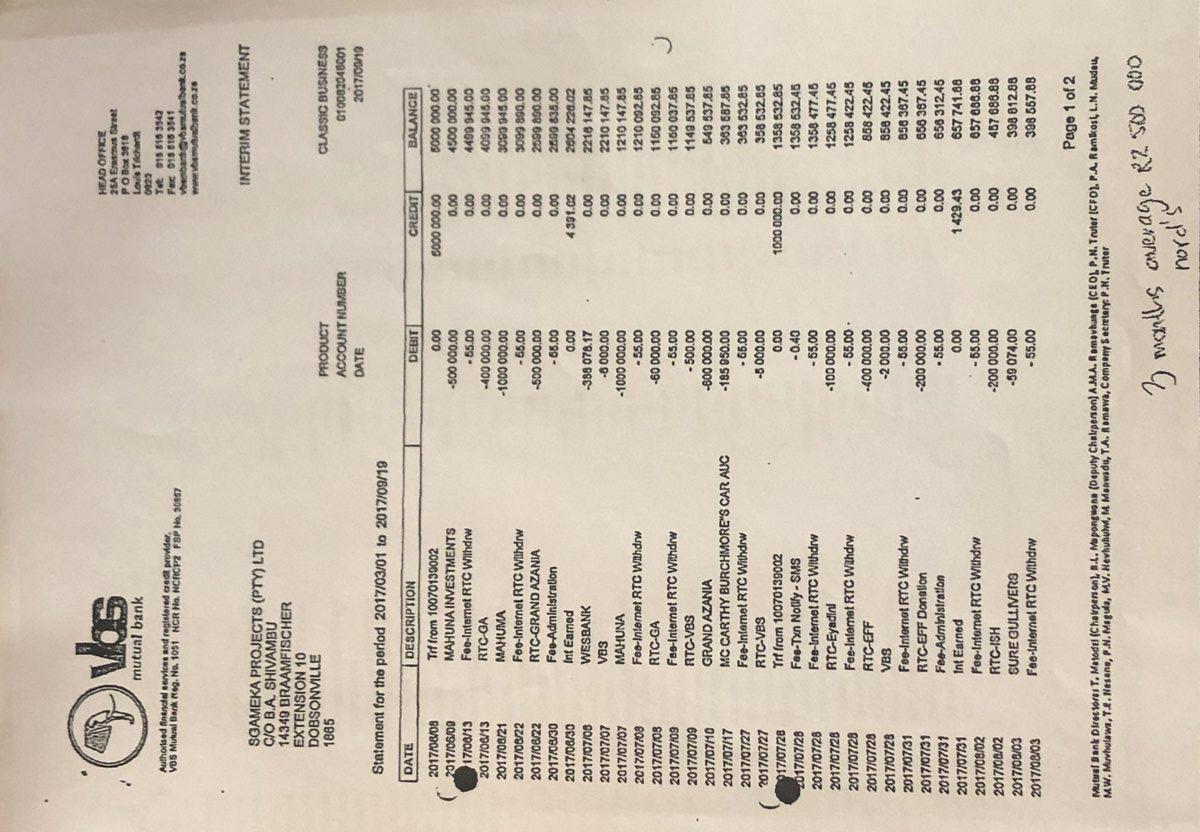 VBS
mutual bank
Authorised financial services and registered credit provider.
VBS Mutual Bank Reg. No. 1051 NCR No. NCRCP2 FSP No. 30867
HEAD OFFICE
25A Erasmus Street
P O Box 3618
Louis Trichardt
0920
Tel: 015 516 3542
Fax: 015 516 3541
vbsmbank@vbsmutualbank.co.za
www.vbsmutualbank.co.za
INTERIM STATEMENT
SGAMEKA PROJECTS (PTY) LTD
C/O B.A. SHIVAMBU
14349 BRAAMFISCHER
EXTENSION 10
DOBSONVILLE
1865
PRODUCT CLASSIC BUSINESS
ACCOUNT NUMBER 010082048001
DATE 2017/09/19
Statement for the period 2017/03/01 to 2017/09/19
DATE DESCRIPTION DEBIT CREDIT BALANCE
2017/06/08 Trf from 10070139002 0.00 5000 000.00 5000 000.00
2017/06/09 MAHUNA INVESTMENTS -500 000.00 0.00 4500 000.00
2017/06/13 Fee-Internet RTC Withdrw - 55.00 0.00 4499 945.00
2017/06/13 RTC-GA -400 000.00 0.00 4099 945.00
2017/06/21 MAHUMA -1000 000.00 0.00 3099 945.00
2017/06/22 Fee-Internet RTC Withdrw - 55.00 0.00 3099 890.00
2017/06/22 RTC-GRAND AZANIA -500 000.00 0.00 2599 890.00
2017/06/30 Fee-Administration - 55.00 0.00 2599 835.00
2017/06/30 Int Earned 0.00 4 391.02 2604 226.02
2017/07/06 WESBANK -388 078.17 0.00 2216 147.85
2017/07/07 VBS -6 000.00 0.00 2210 147.85
2017/07/07 MAHUNA -1000 000.00 0.00 1210 147.85
2017/07/08 Fee-Internet RTC Withdrw - 55.00 0.00 1210 092.85
2017/07/08 RTC-GA -60 000.00 0.00 1150 092.85
2017/07/09 Fee-Internet RTC Withdrw - 55.00 0.00 1150 037.85
2017/07/09 RTC-VBS - 500.00 0.00 1149 537.85
2017/07/10 GRAND AZANIA -600 000.00 0.00 549 537.85
2017/07/17 MC CARTHY BURCHMORE"S CAR AUC -185 950.00 0.00 363 587.85
2017/07/27 Fee-Internet RTC Withdrw - 55.00 0.00 363 532.85
2017/07/27 RTC-VBS -5 000.00 0.00 358 532.85
2017/07/28 Trf from 10070139002 0.00 1000 000.00 1358 532.85
2017/07/28 Fee-Txn Notify - SMS - 0.40 0.00 1358 532.45
2017/07/28 Fee-Internet RTC Withdrw - 55.00 0.00 1358 477.45
2017/07/28 RTC-Eyadini -100 000.00 0.00 1258 477.45
2017/07/28 Fee-Internet RTC Withdrw - 55.00 0.00 1258 422.45
2017/07/28 RTC-EFF -400 000.00 0.00 858 422.45
2017/07/28 VBS -2 000.00 0.00 856 422.45
2017/07/31 Fee-Internet RTC Withdrw - 55.00 0.00 856 367.45
2017/07/31 RTC-EFF Donation -200 000.00 0.00 656 367.45
2017/07/31 Fee-Administration - 55.00 0.00 656 312.45
2017/07/31 Int Earned 0.00 1 429.43 657 741.88
2017/08/02 Fee-Internet RTC Withdrw - 55.00 0.00 657 686.88
2017/08/02 RTC-ISH -200 000.00 0.00 457 686.88
2017/08/03 SURE GULLIVERS -59 074.00 0.00 398 612.88
2017/08/03 Fee-Internet RTC Withdrw - 55.00 0.00 398 557.88
Page 1 of 2
Mutual Bank Directores T. Matodzi (Chairperson), B.L. Mapongwana (Deputy Chairperson) A.M.A. Ramavhunga (CEO), P.N. Truter (CFO), P.A. Ramikosi, L.N. Mudau,
M.W. Mavhukwa, T.E. Nesane, P.H. Magula, M.V. Nevhuhulwi, M. Manwadu, T.A. Ramawa, Company Secretary: P.N. Truter
3 months average R2 500 000